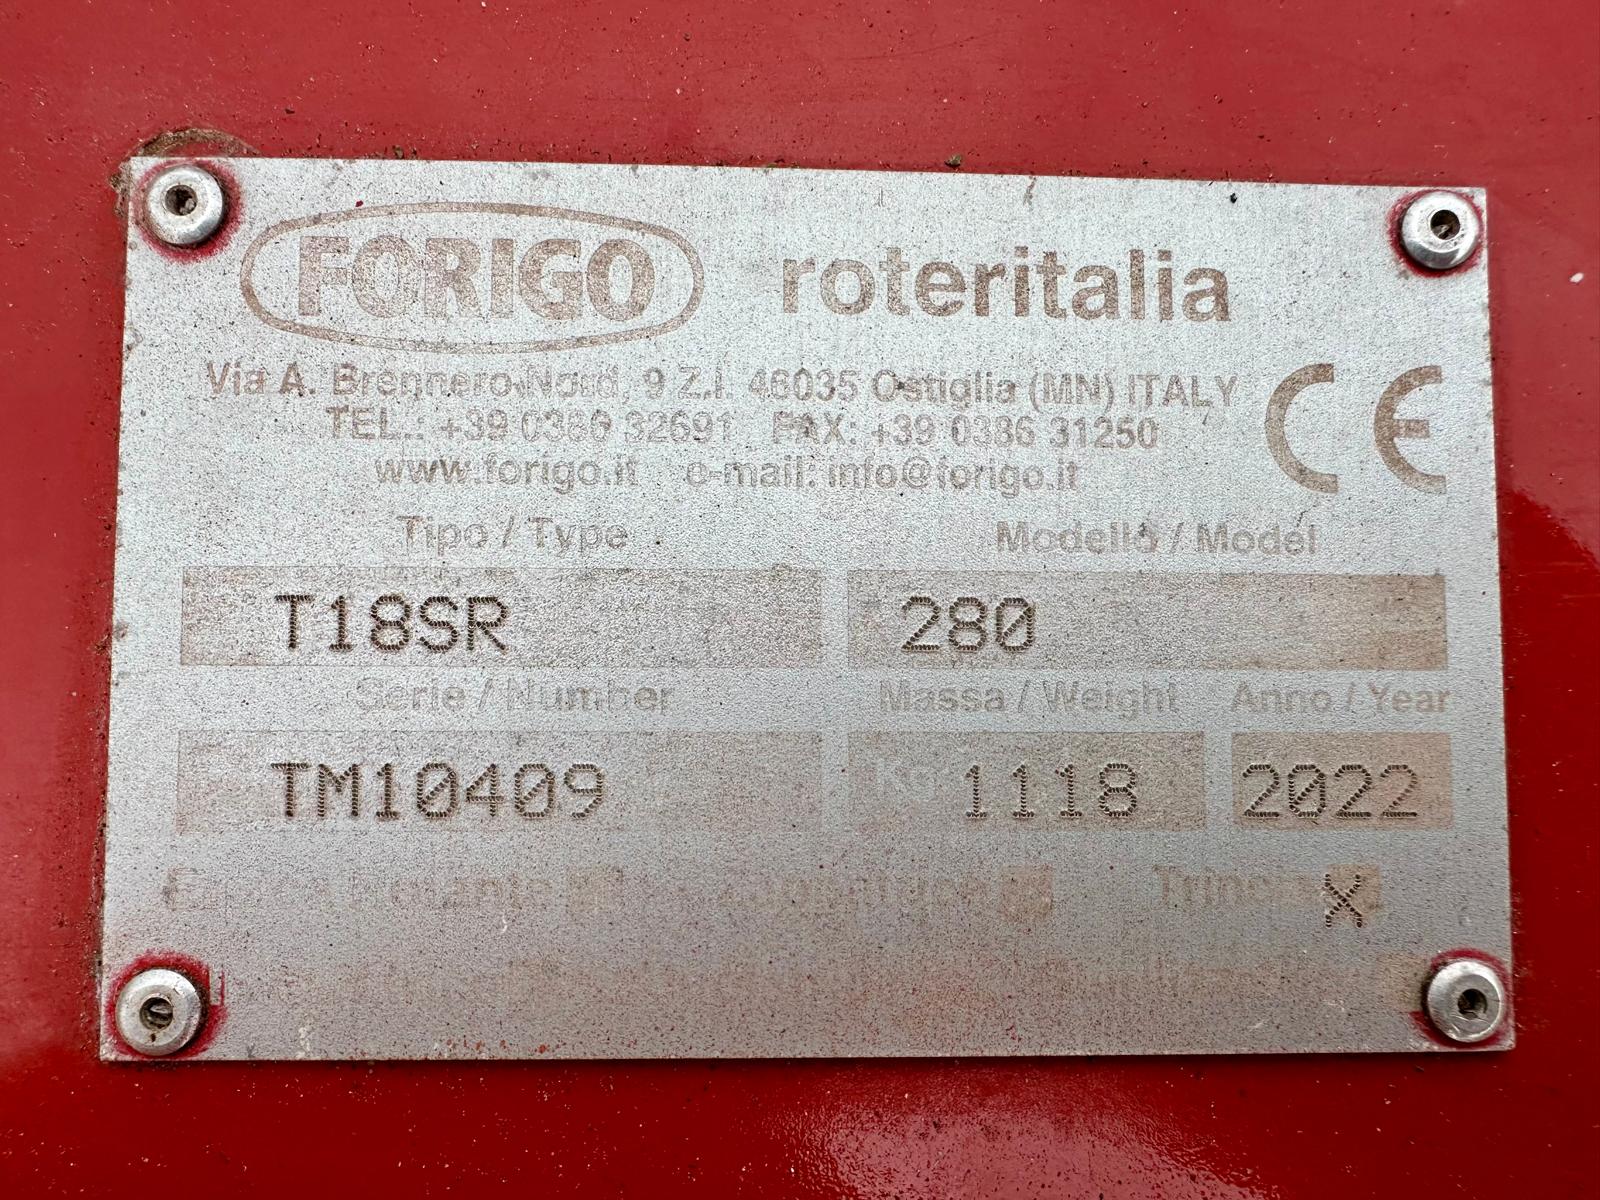 FORIGO roteritalia
Via A. Brennero Nord, 9 Z.I. 46035 Ostiglia (MN) ITALY
TEL.: +39 0386 32691 FAX: +39 0386 31250
www.forigo.it e-mail: info@forigo.it
CE
Tipo / Type Modello / Model
T18SR 280
Serie / Number Massa / Weight Anno / Year
TM10409 1118 2022
X